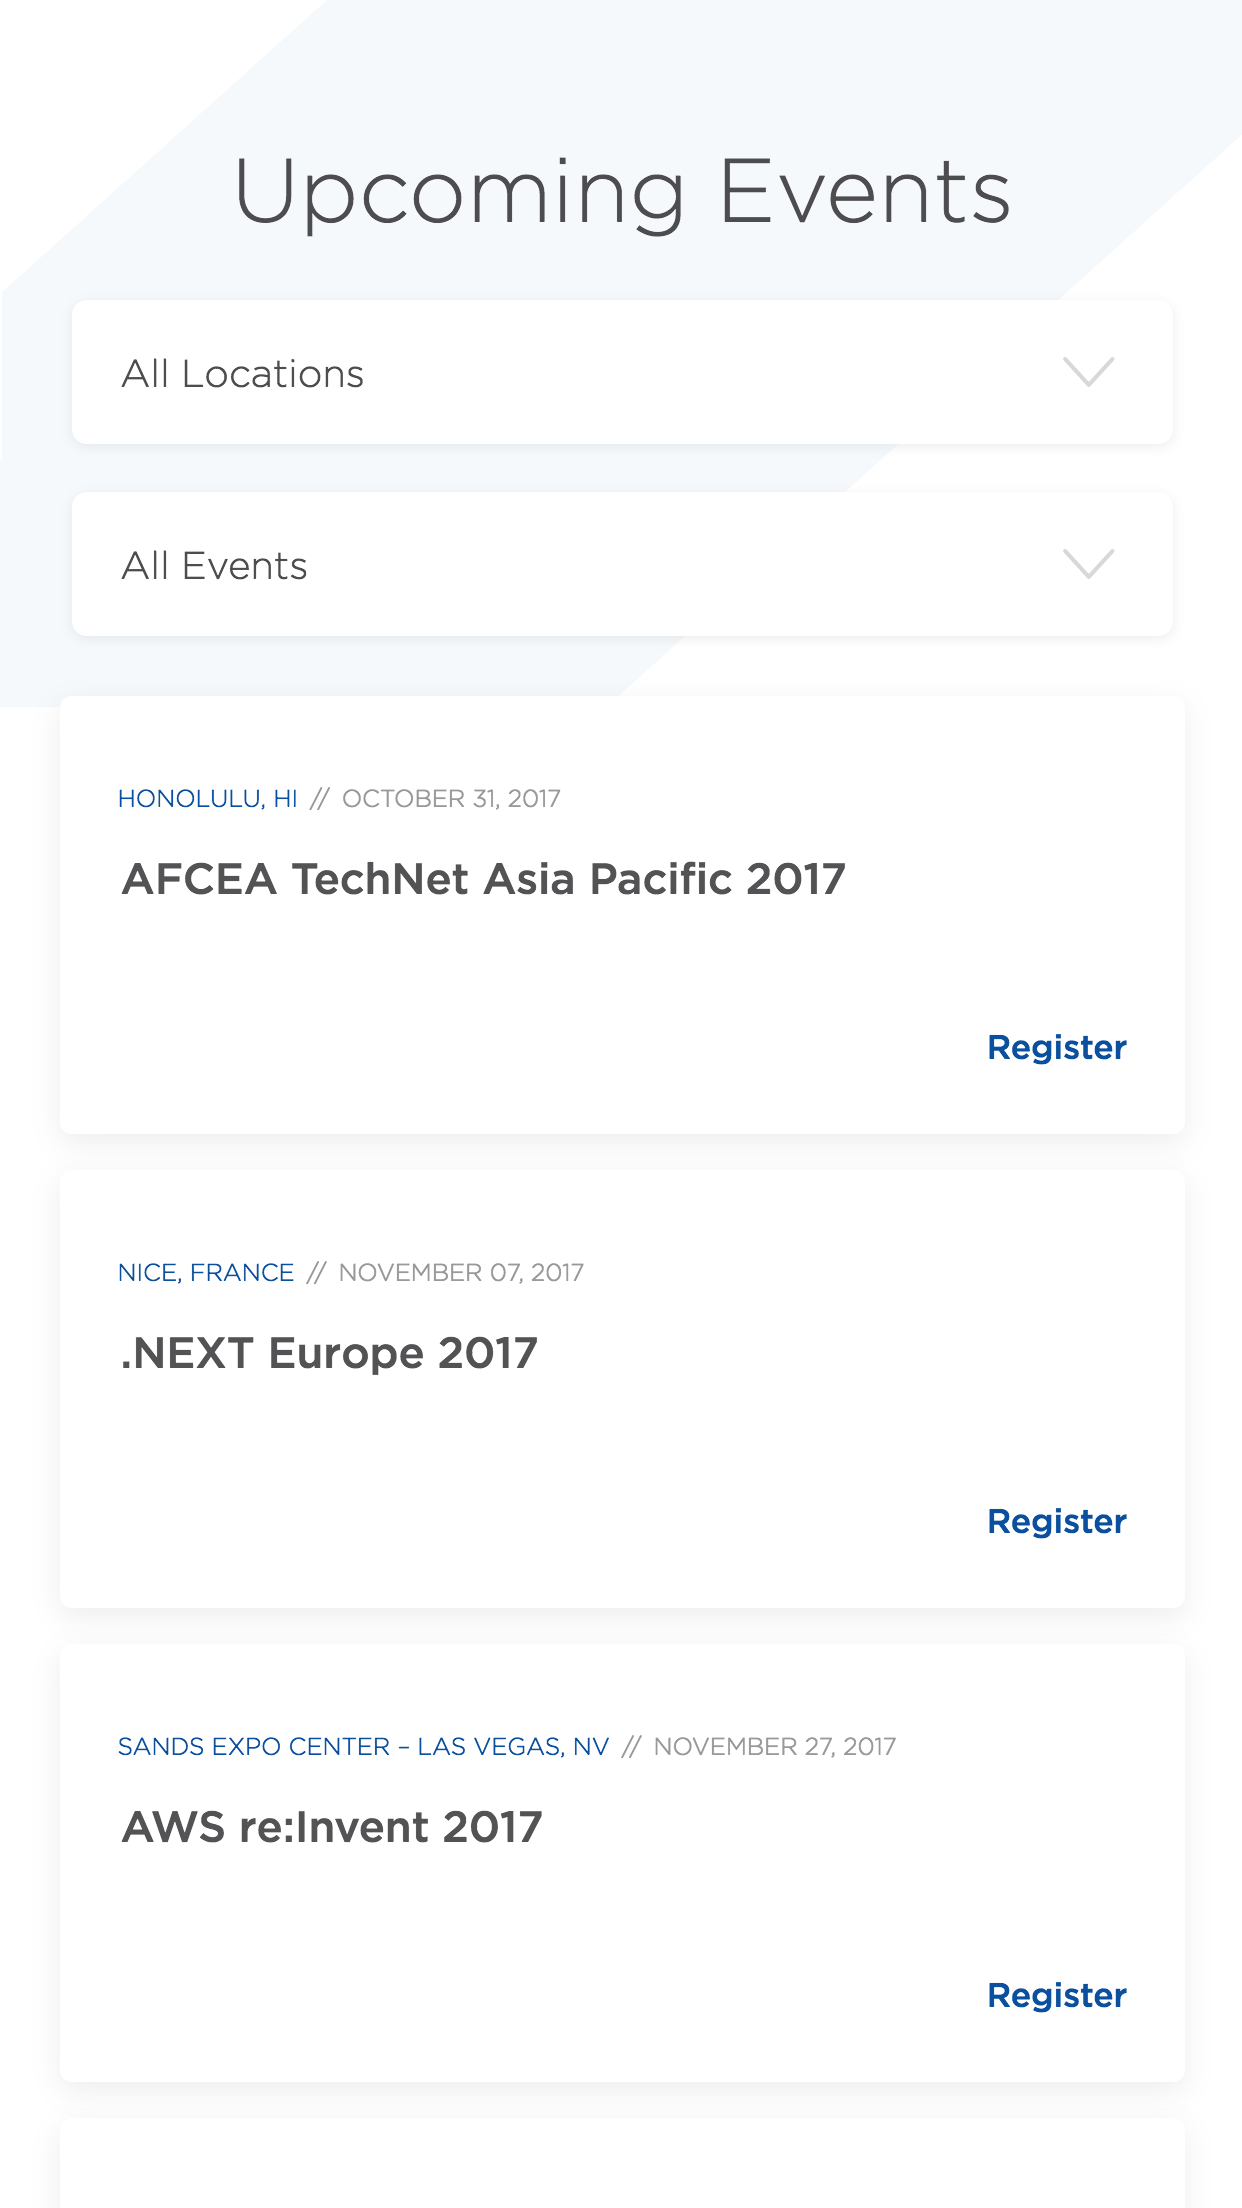 Upcoming Events
All Locations
All Events
HONOLULU, HI // OCTOBER 31, 2017
AFCEA TechNet Asia Pacific 2017
Register
NICE, FRANCE // NOVEMBER 07, 2017
.NEXT Europe 2017
Register
SANDS EXPO CENTER – LAS VEGAS, NV // NOVEMBER 27, 2017
AWS re:Invent 2017
Register